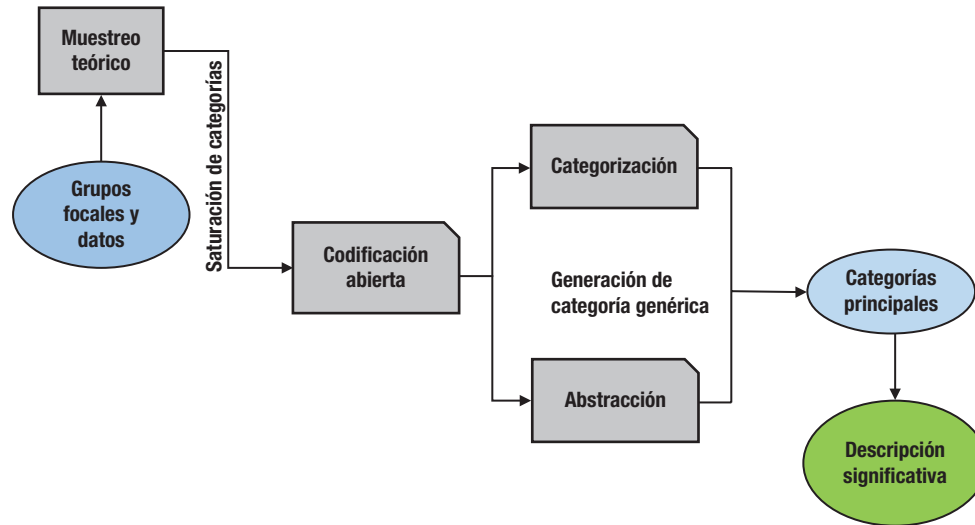 Muestreo
teórico
Grupos
focales y
datos
Saturación de categorías
Codificación
abierta
Categorización
Generación de
categoría genérica
Abstracción
Categorías
principales
Descripción
significativa